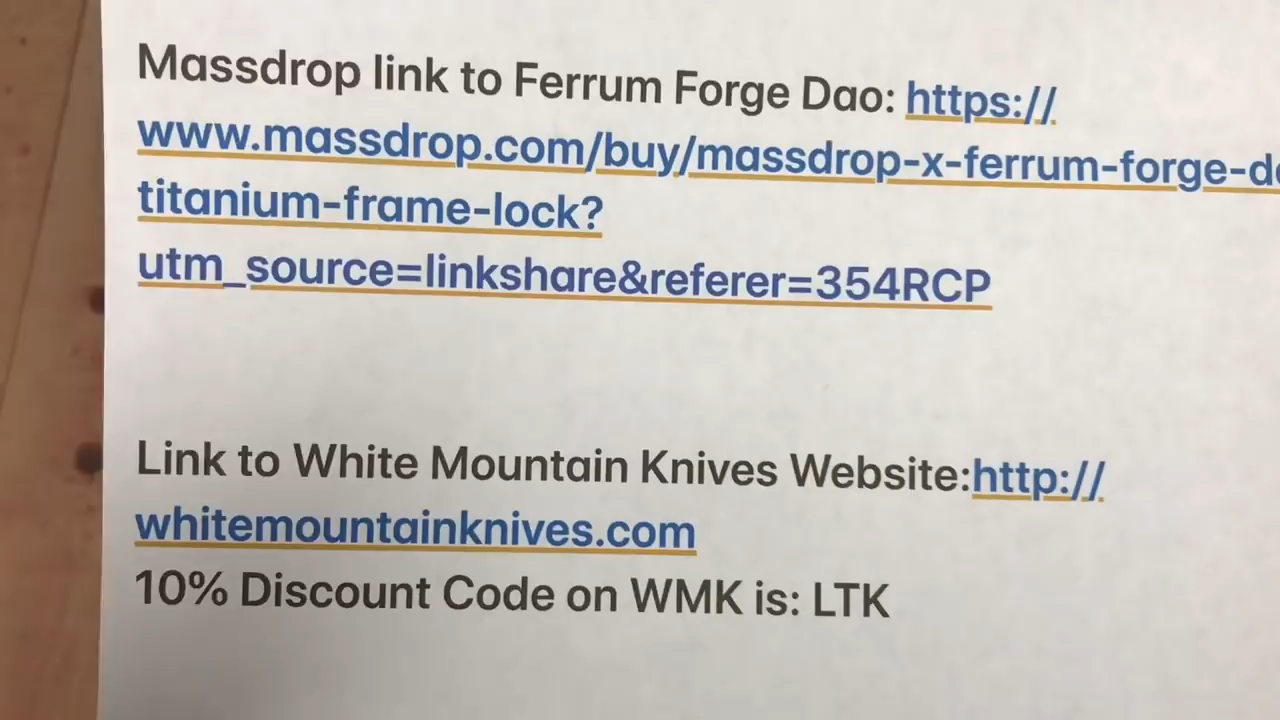 Massdrop link to Ferrum Forge Dao: https://
www.massdrop.com/buy/massdrop-x-ferrum-forge-d
titanium-frame-lock?
utm_source=linkshare&referer=354RCP
Link to White Mountain Knives Website:http://
whitemountainknives.com
10% Discount Code on WMK is: LTK